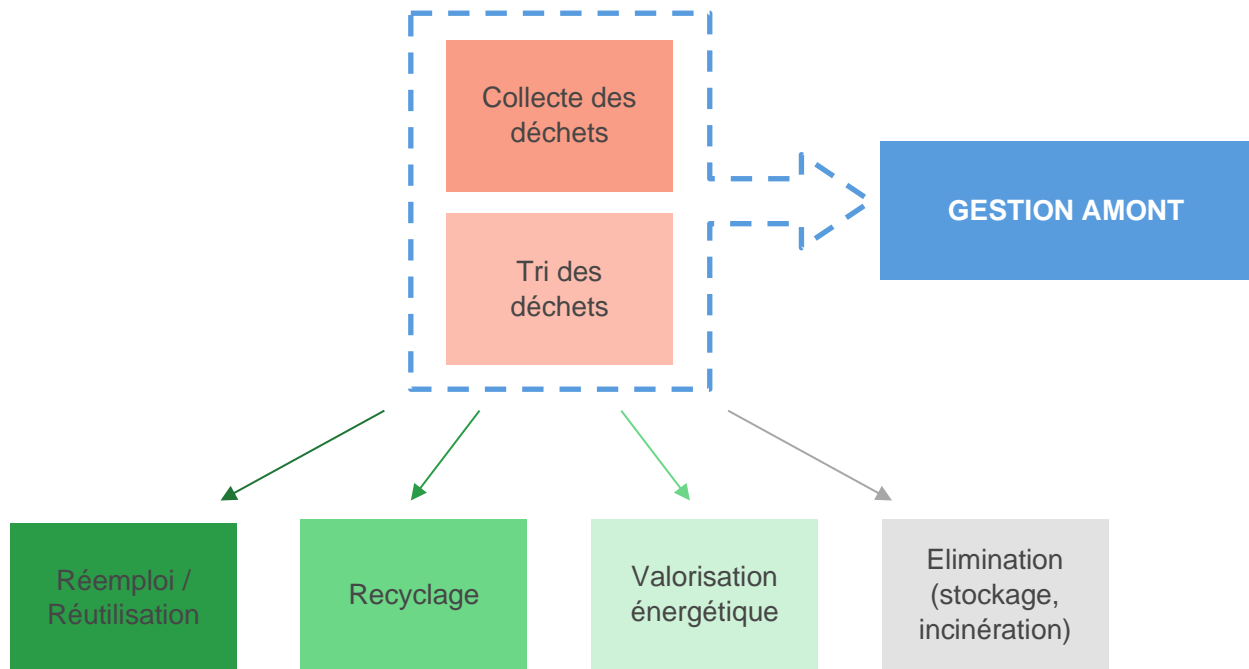 Collecte des
déchets
GESTION AMONT
Tri des
déchets
Réemploi /
Réutilisation
Recyclage
Valorisation
énergétique
Elimination
(stockage,
incinération)